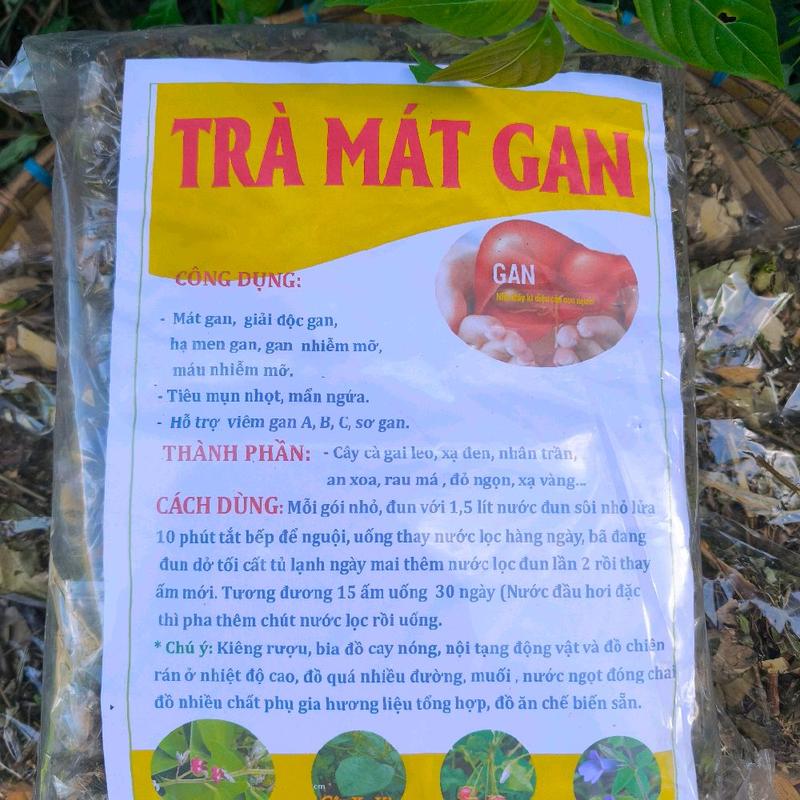 TRÀ MÁT GAN
CÔNG DỤNG:
GAN
- Mát gan, giải độc gan,
hạ men gan, gan nhiễm mỡ,
máu nhiễm mỡ.
- Tiêu mụn nhọt, mẩn ngứa.
- Hỗ trợ viêm gan A, B, C, sơ gan.
THÀNH PHẦN: - Cây cà gai leo, xạ đen, nhân trần,
an xoa, rau má , đỏ ngọn, xạ vàng...
CÁCH DÙNG: Mỗi gói nhỏ, đun với 1,5 lít nước đun sôi nhỏ lửa
10 phút tắt bếp để nguội, uống thay nước lọc hàng ngày, bã đang
đun dở tối cất tủ lạnh ngày mai thêm nước lọc đun lần 2 rồi thay
ấm mới. Tương đương 15 ấm uống 30 ngày (Nước đầu hơi đặc
thì pha thêm chút nước lọc rồi uống.
* Chú ý: Kiêng rượu, bia đồ cay nóng, nội tạng động vật và đồ chiên
rán ở nhiệt độ cao, đồ quá nhiều đường, muối , nước ngọt đóng chai
đồ nhiều chất phụ gia hương liệu tổng hợp, đồ ăn chế biến sẵn.
cm